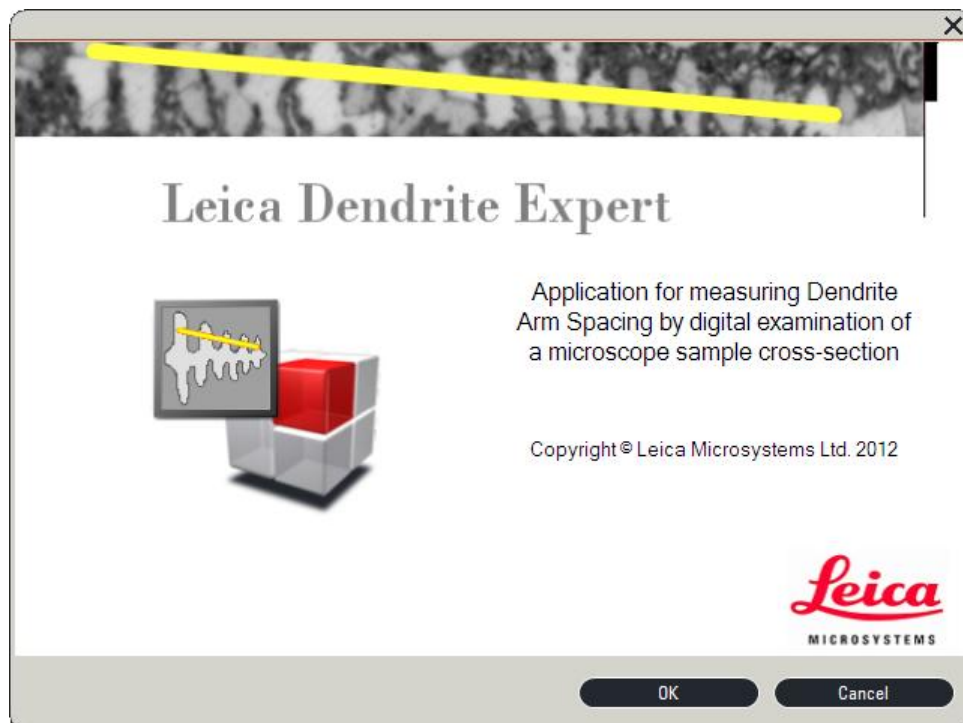 Leica Dendrite Expert
Application for measuring Dendrite
Arm Spacing by digital examination of
a microscope sample cross-section
Copyright © Leica Microsystems Ltd. 2012
Leica
MICROSYSTEMS
OK Cancel